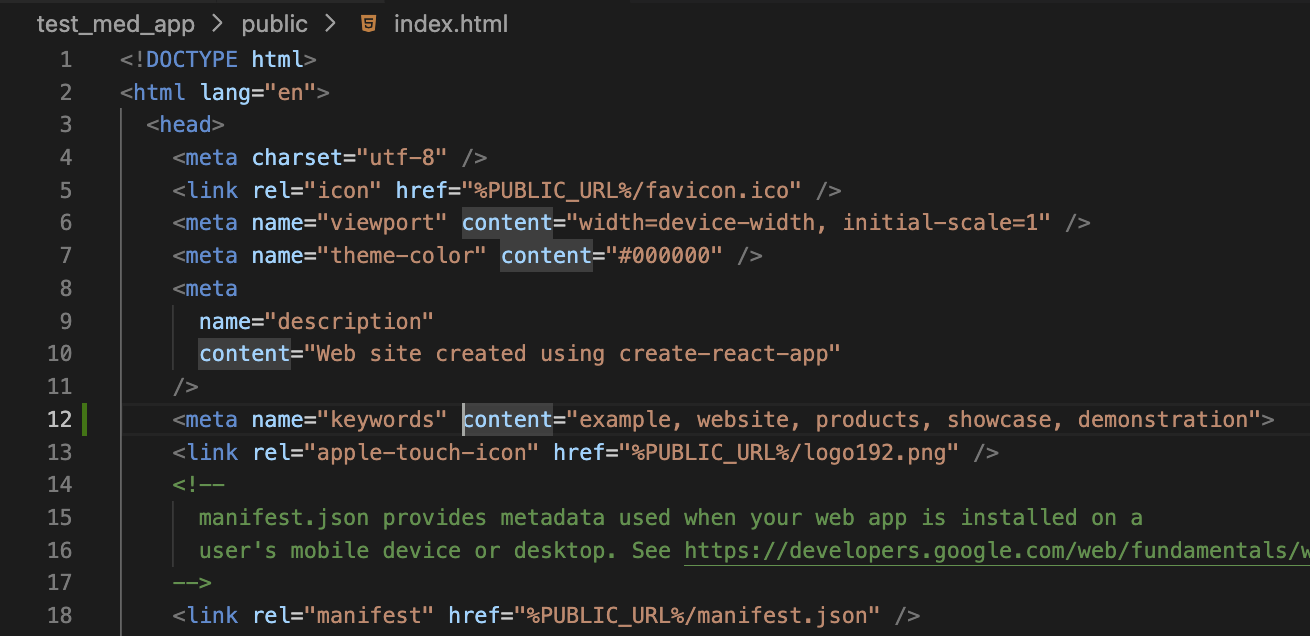 test_med_app > public > index.html
1 <!DOCTYPE html>
2 <html lang="en">
3 <head>
4 <meta charset="utf-8" />
5 <link rel="icon" href="%PUBLIC_URL%/favicon.ico" />
6 <meta name="viewport" content="width=device-width, initial-scale=1" />
7 <meta name="theme-color" content="#000000" />
8 <meta
9 name="description"
10 content="Web site created using create-react-app"
11 />
12 <meta name="keywords" content="example, website, products, showcase, demonstration">
13 <link rel="apple-touch-icon" href="%PUBLIC_URL%/logo192.png" />
14 <!--
15 manifest.json provides metadata used when your web app is installed on a
16 user's mobile device or desktop. See https://developers.google.com/web/fundamentals/w
17 -->
18 <link rel="manifest" href="%PUBLIC_URL%/manifest.json" />